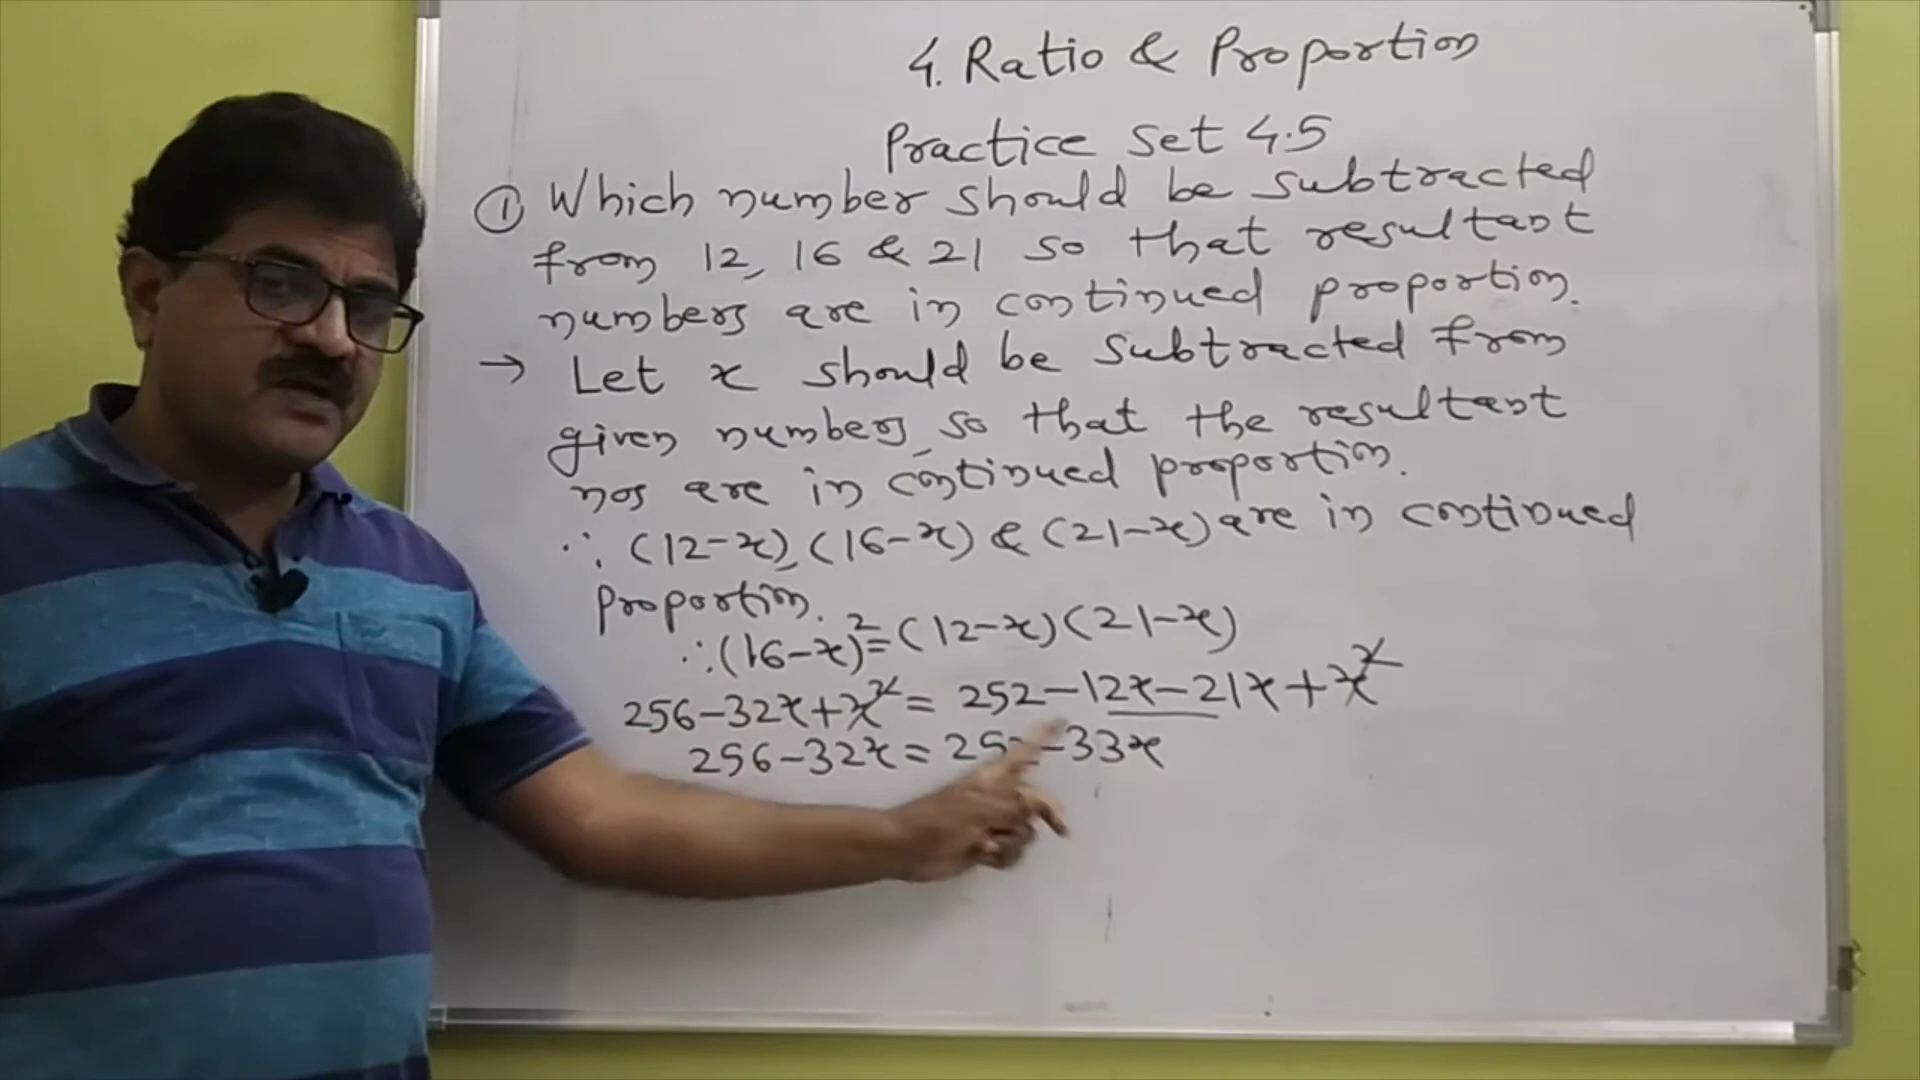 4. Ratio & Proportion
Practice Set 4.5
① Which number should be subtracted
from 12, 16 & 21 so that resultant
numbers are in continued proportion.
→ Let x should be subtracted from
given numbers so that the resultant
nos are in continued proportion.
∴ (12-x), (16-x) & (21-x) are in continued
proportion.
∴ (16-x)² = (12-x)(21-x)
256-32x+x² = 252-12x-21x+x²
256-32x = 252-33x